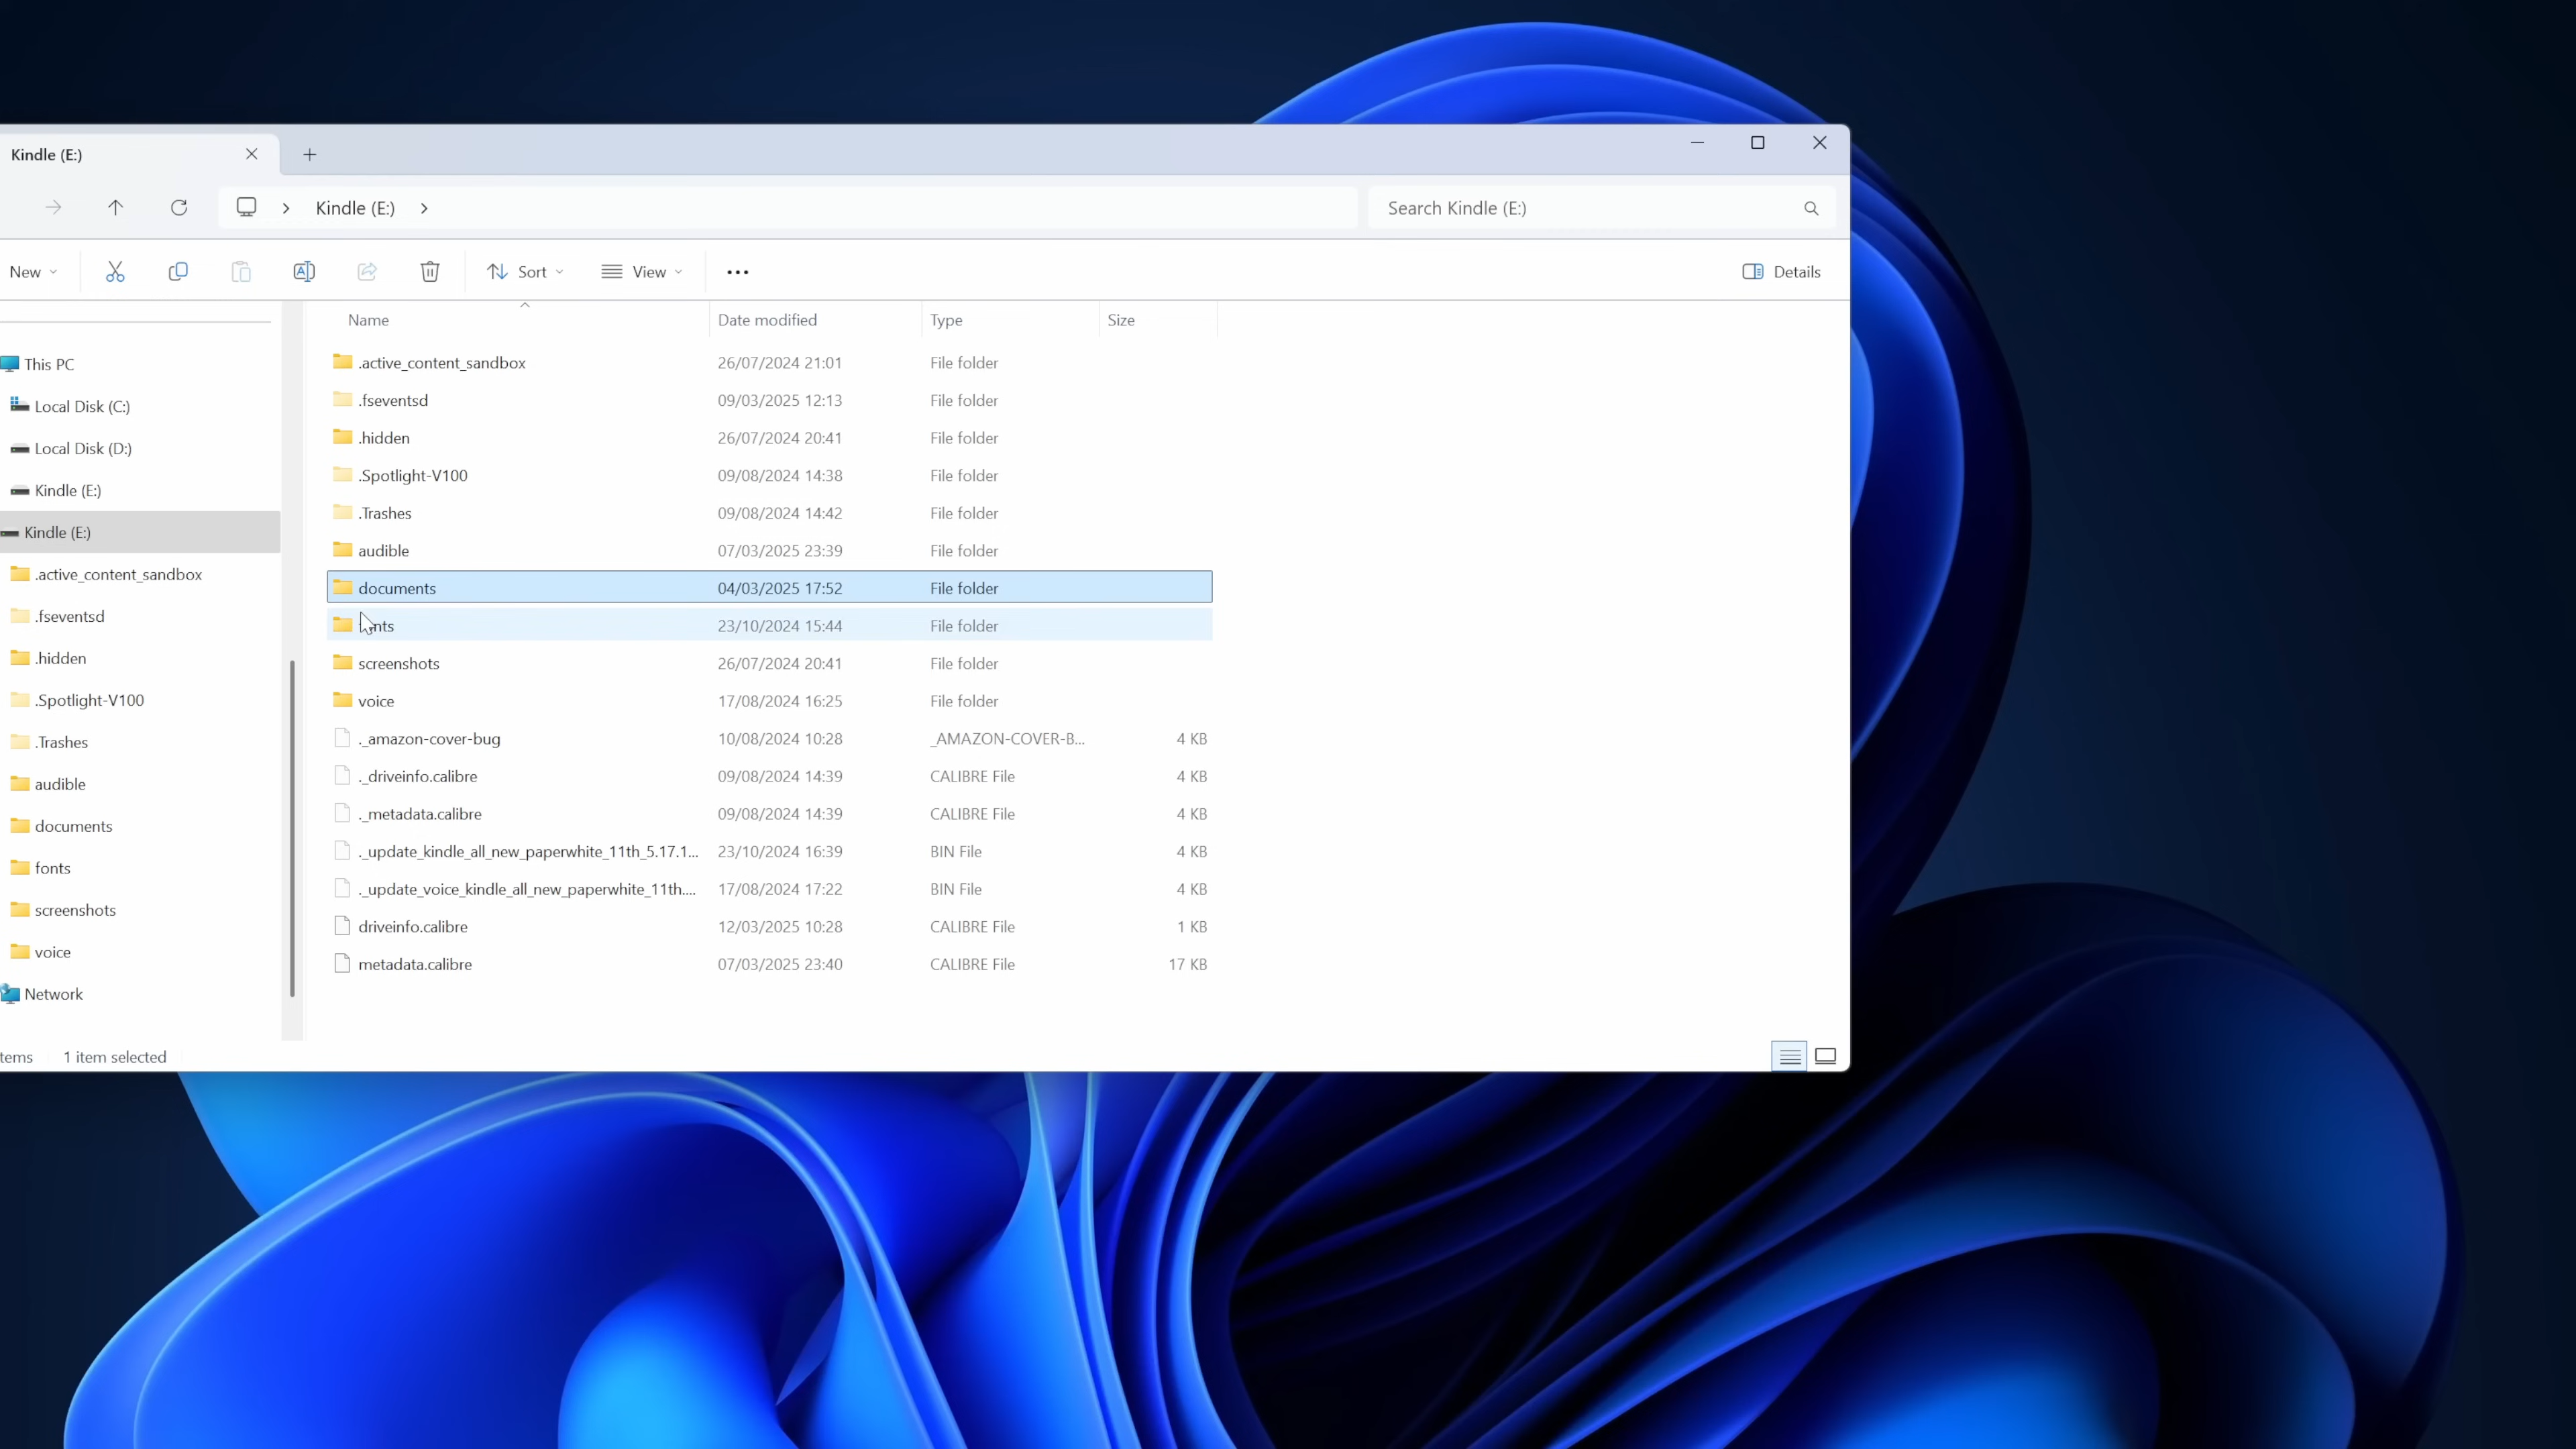 Kindle (E:)
Kindle (E:)
Search Kindle (E:)
New
Sort
View
Details
Name Date modified Type Size
This PC
Local Disk (C:)
Local Disk (D:)
Kindle (E:)
Kindle (E:)
.active_content_sandbox
.fseventsd
.hidden
.Spotlight-V100
.Trashes
audible
documents
fonts
screenshots
voice
Network
.active_content_sandbox 26/07/2024 21:01 File folder
.fseventsd 09/03/2025 12:13 File folder
.hidden 26/07/2024 20:41 File folder
.Spotlight-V100 09/08/2024 14:38 File folder
.Trashes 09/08/2024 14:42 File folder
audible 07/03/2025 23:39 File folder
documents 04/03/2025 17:52 File folder
fonts 23/10/2024 15:44 File folder
screenshots 26/07/2024 20:41 File folder
voice 17/08/2024 16:25 File folder
._amazon-cover-bug 10/08/2024 10:28 _AMAZON-COVER-B... 4 KB
._driveinfo.calibre 09/08/2024 14:39 CALIBRE File 4 KB
._metadata.calibre 09/08/2024 14:39 CALIBRE File 4 KB
._update_kindle_all_new_paperwhite_11th_5.17.1... 23/10/2024 16:39 BIN File 4 KB
._update_voice_kindle_all_new_paperwhite_11th.... 17/08/2024 17:22 BIN File 4 KB
driveinfo.calibre 12/03/2025 10:28 CALIBRE File 1 KB
metadata.calibre 07/03/2025 23:40 CALIBRE File 17 KB
tems 1 item selected